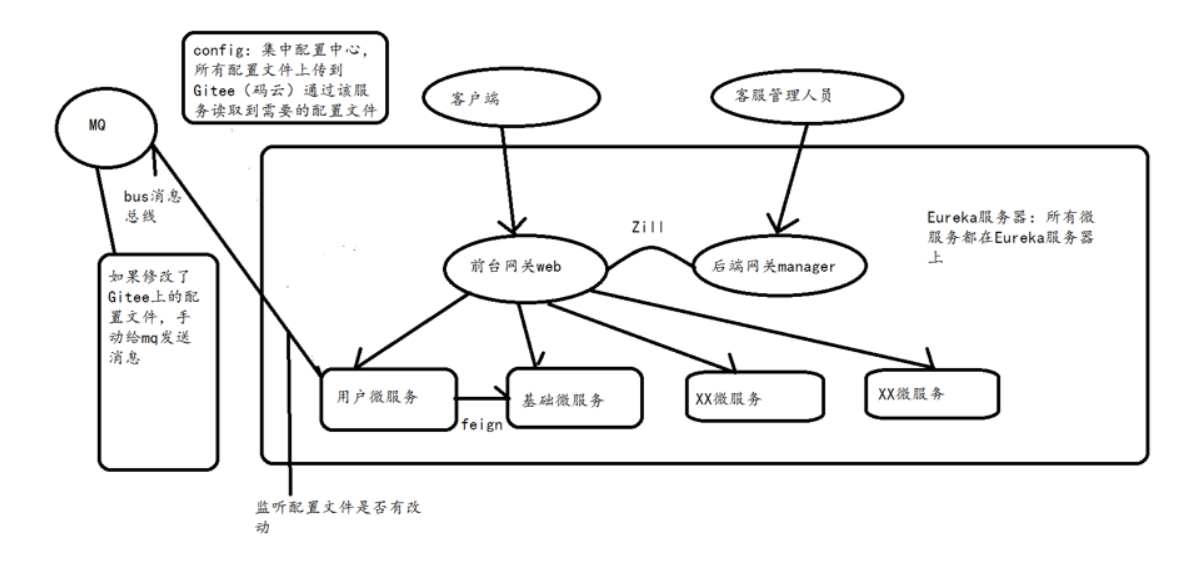 config: 集中配置中心,
所有配置文件上传到
Gitee（码云）通过该服
务读取到需要的配置文件
客户端
客服管理人员
MQ
bus消息
总线
Zill
Eureka服务器: 所有微
服务都在Eureka服务器
上
前台网关web
后端网关manager
如果修改了
Gitee上的配
置文件, 手
动给mq发送
消息
用户微服务
feign
基础微服务
XX微服务
XX微服务
监听配置文件是否有改
动